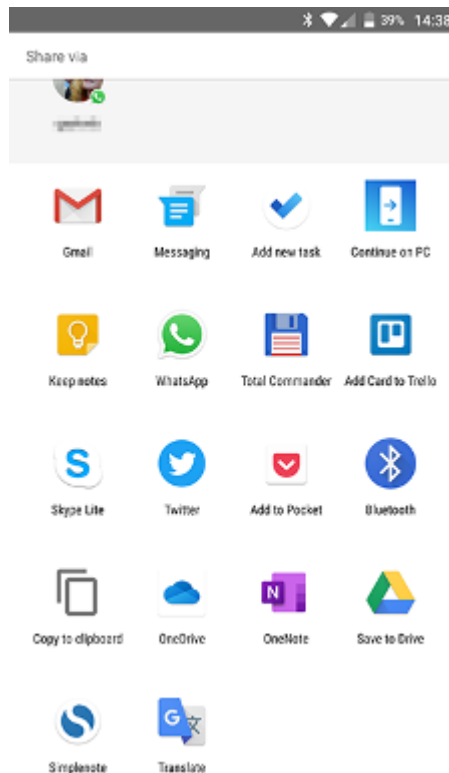 39% 14:38
Share via
Gmail Messaging Add new task Continue on PC
Keep notes WhatsApp Total Commander Add Card to Trello
S
Skype Lite Twitter Add to Pocket Bluetooth
N
Copy to clipboard OneDrive OneNote Save to Drive
G 文
Simplenote Translate